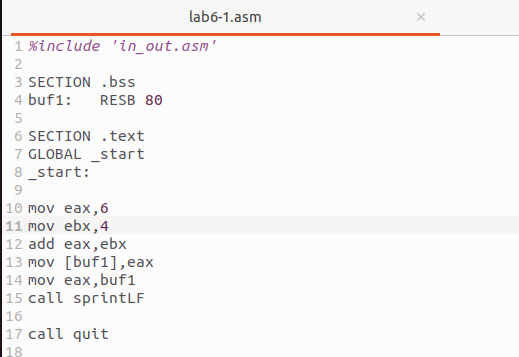 lab6-1.asm ×
1 %include 'in_out.asm'
2
3 SECTION .bss
4 buf1:   RESB 80
5
6 SECTION .text
7 GLOBAL _start
8 _start:
9
10 mov eax,6
11 mov ebx,4
12 add eax,ebx
13 mov [buf1],eax
14 mov eax,buf1
15 call sprintLF
16
17 call quit
18